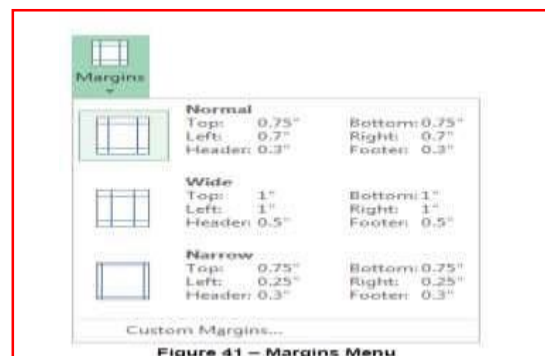 Margins
Normal
Top: 0.75" Bottom: 0.75"
Left: 0.7" Right: 0.7"
Header: 0.3" Footer: 0.3"
Wide
Top: 1" Bottom: 1"
Left: 1" Right: 1"
Header: 0.5" Footer: 0.5"
Narrow
Top: 0.75" Bottom: 0.75"
Left: 0.25" Right: 0.25"
Header: 0.3" Footer: 0.3"
Custom Margins...
Figure 41 – Margins Menu